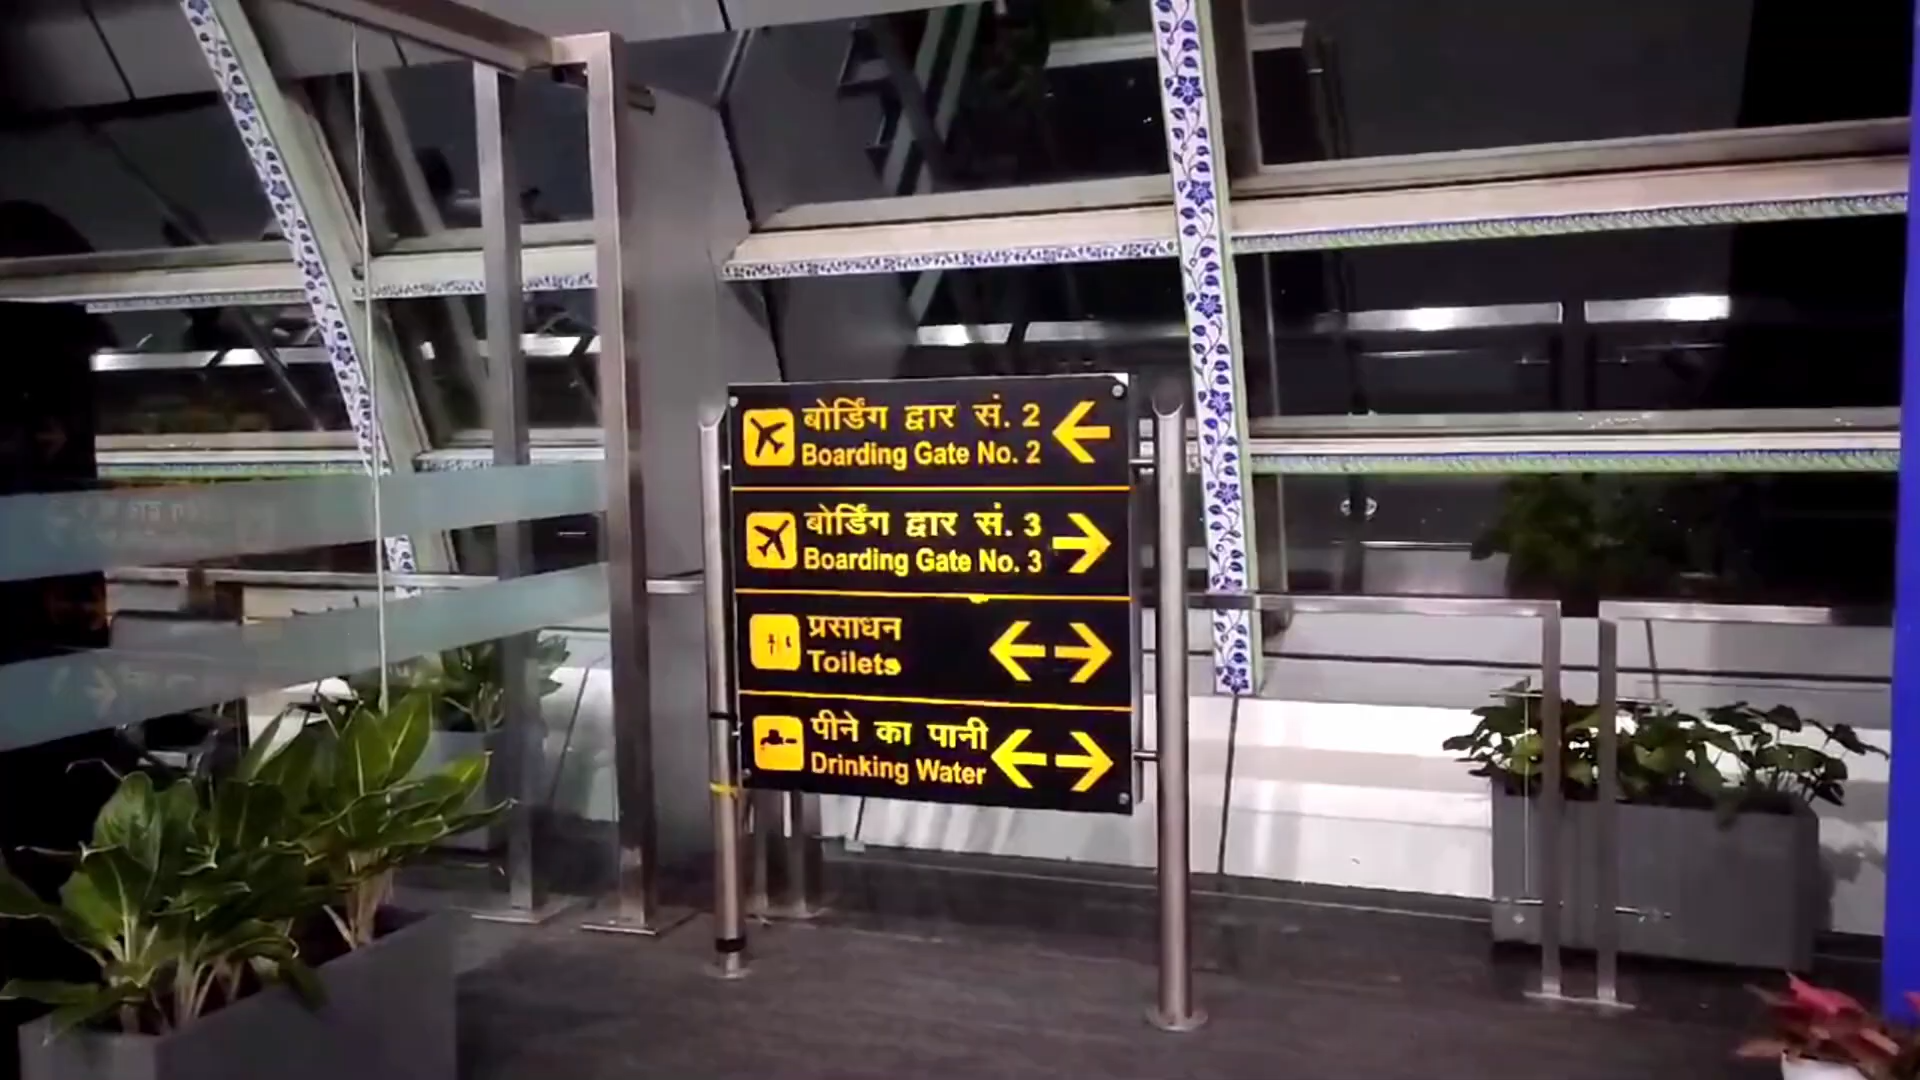 बोर्डिंग द्वार सं. 2
Boarding Gate No. 2
बोर्डिंग द्वार सं. 3
Boarding Gate No. 3
प्रसाधन
Toilets
पीने का पानी
Drinking Water